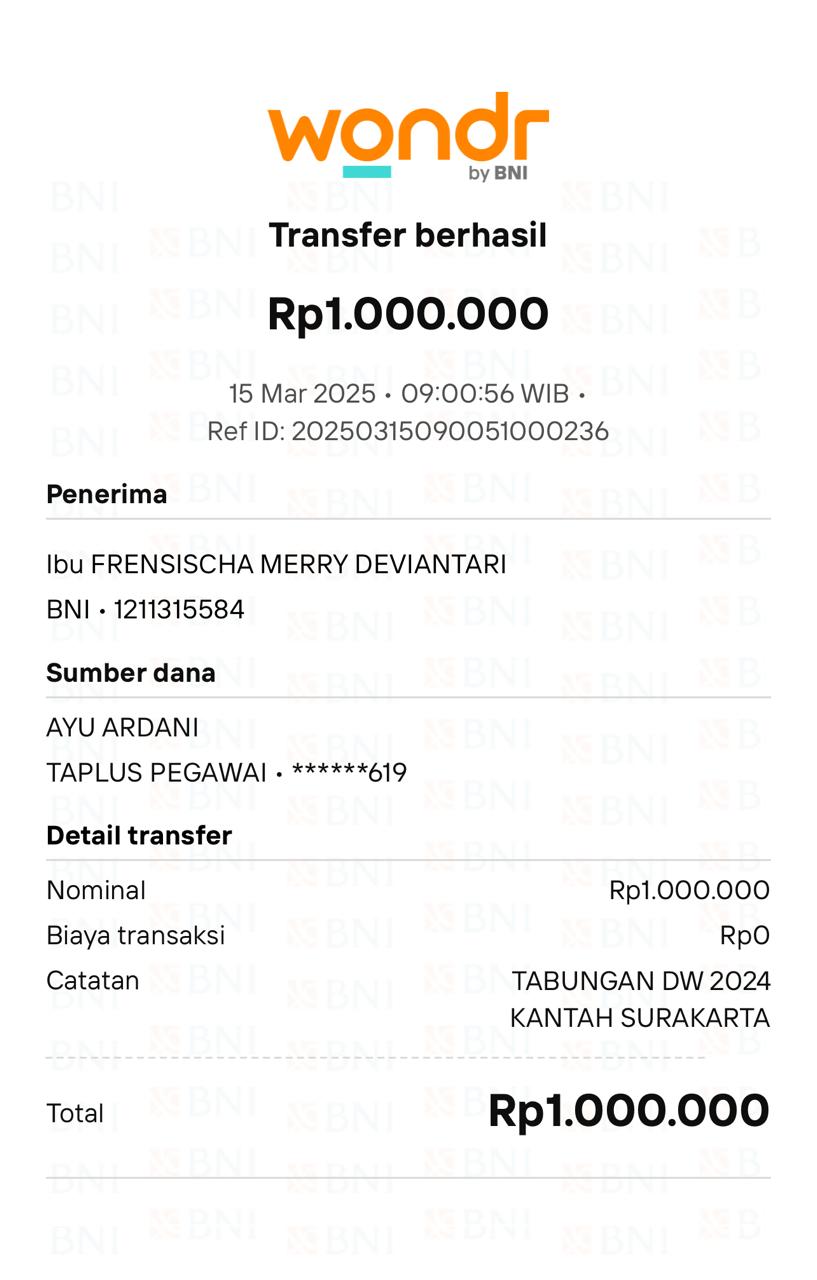 wondr
by BNI
Transfer berhasil
Rp1.000.000
15 Mar 2025 • 09:00:56 WIB •
Ref ID: 20250315090051000236
Penerima
Ibu FRENSISCHA MERRY DEVIANTARI
BNI • 1211315584
Sumber dana
AYU ARDANI
TAPLUS PEGAWAI • ******619
Detail transfer
Nominal Rp1.000.000
Biaya transaksi Rp0
Catatan TABUNGAN DW 2024
KANTAH SURAKARTA
Total Rp1.000.000